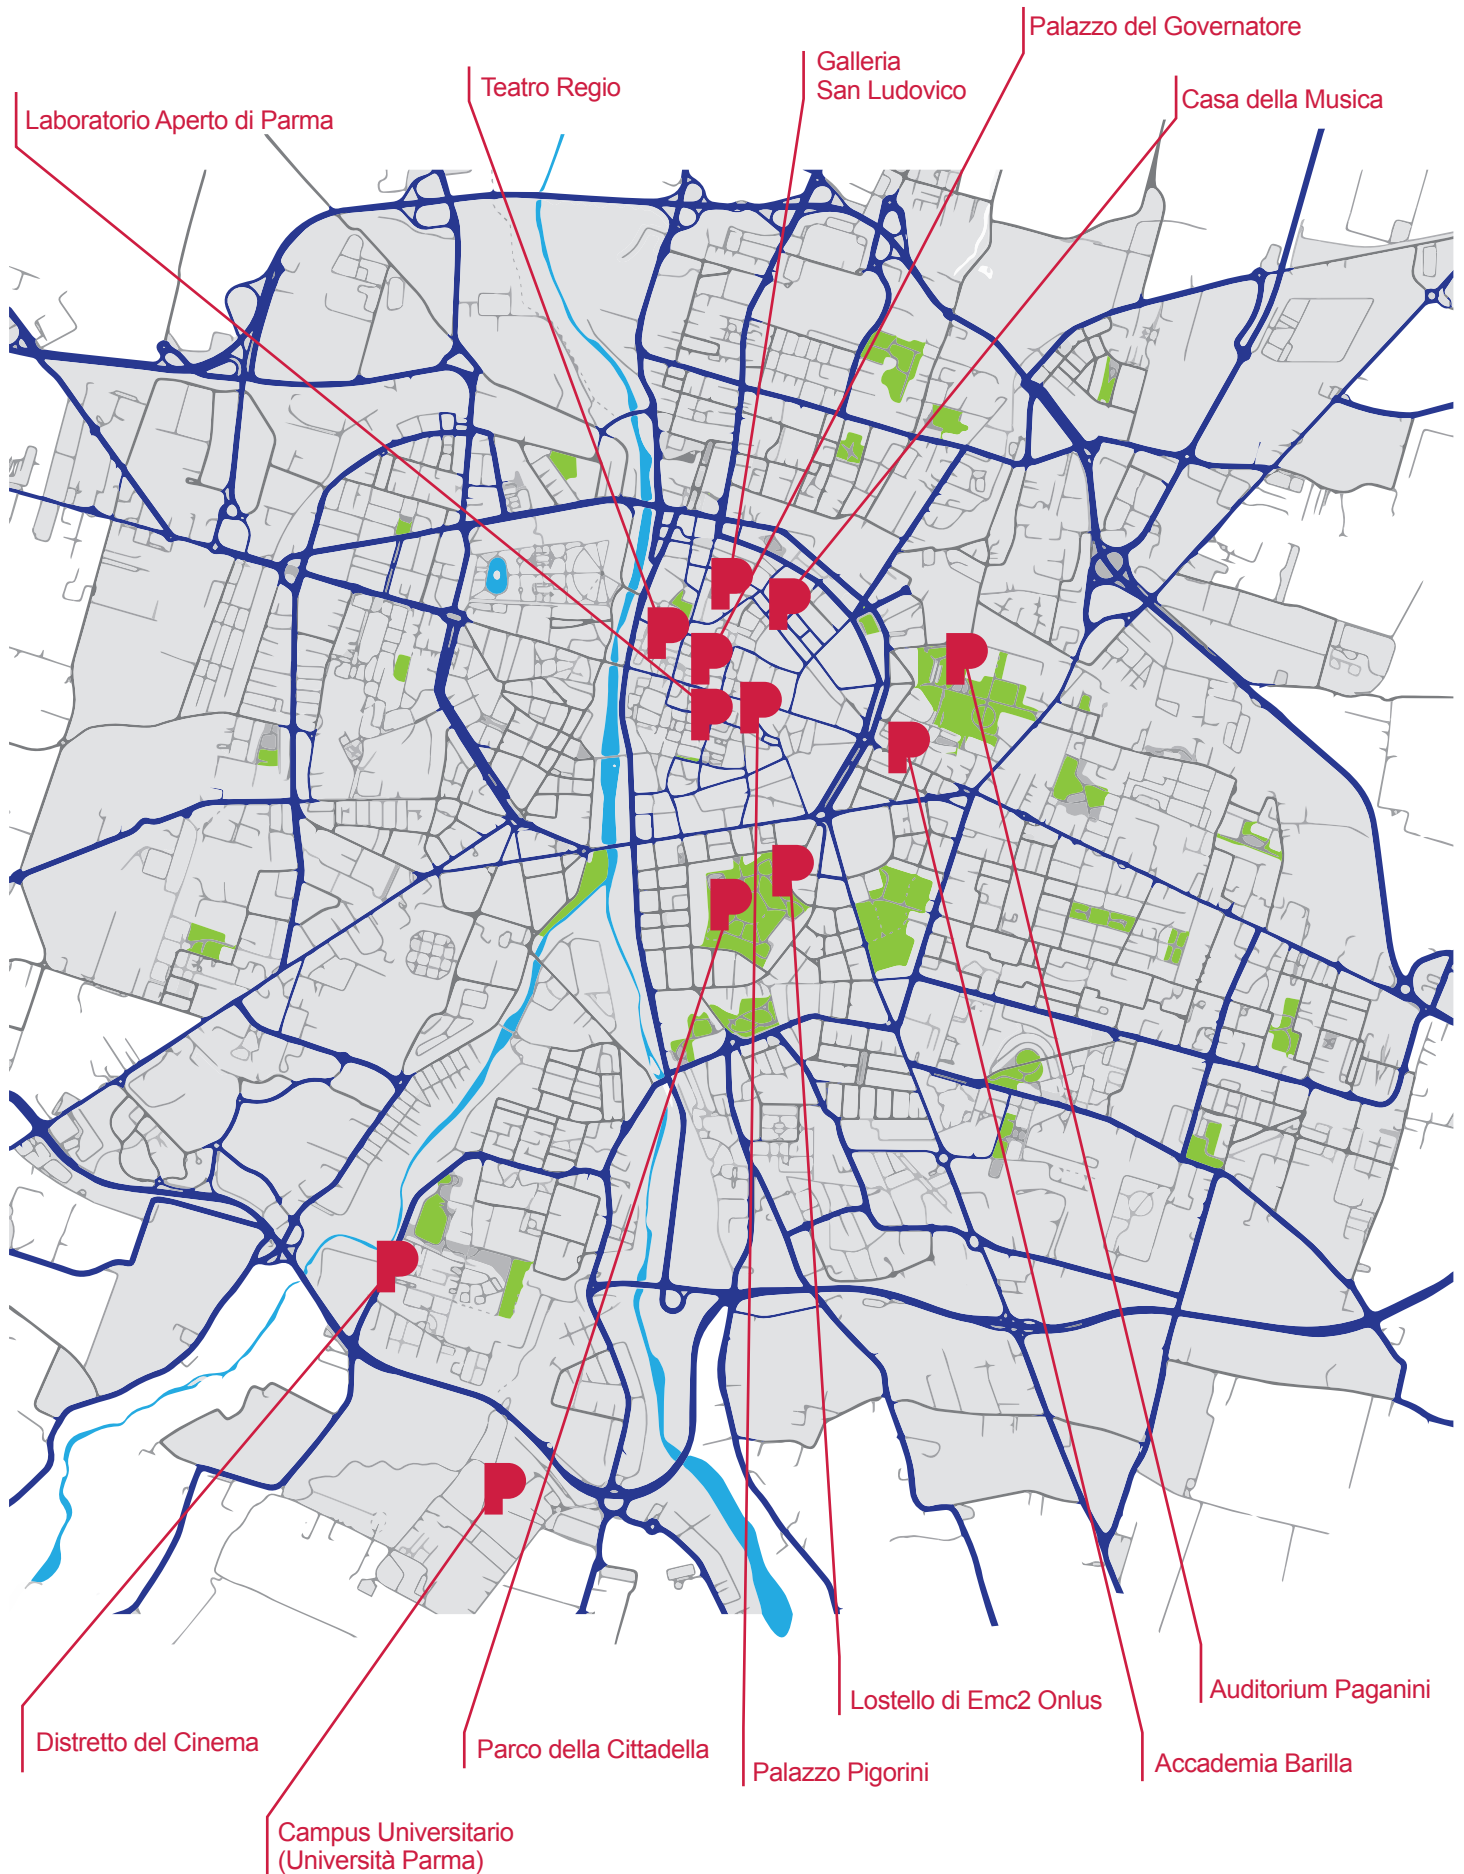 Palazzo del Governatore
Galleria
San Ludovico
Teatro Regio
Casa della Musica
Laboratorio Aperto di Parma
Lostello di Emc2 Onlus
Auditorium Paganini
Distretto del Cinema
Parco della Cittadella
Palazzo Pigorini
Accademia Barilla
Campus Universitario
(Università Parma)